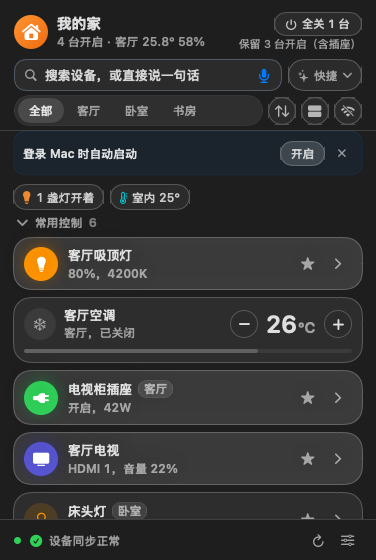 我的家
全关 1 台
4 台开启 · 客厅 25.8° 58%
保留 3 台开启（含插座）
搜索设备，或直接说一句话
快捷
全部 客厅 卧室 书房
登录 Mac 时自动启动
开启
1 盏灯开着
室内 25°
常用控制 6
客厅吸顶灯
80%，4200K
客厅空调
客厅，已关闭
26°C
电视柜插座 客厅
开启，42W
客厅电视
HDMI 1，音量 22%
床头灯 卧室
设备同步正常